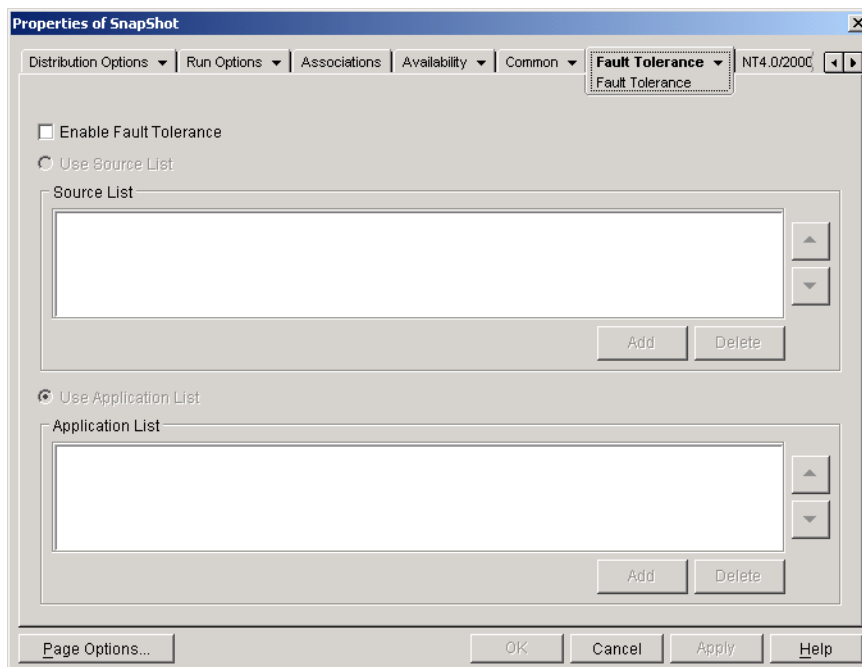 Properties of SnapShot
Distribution Options Run Options Associations Availability Common Fault Tolerance NT4.0/2000
Fault Tolerance
Enable Fault Tolerance
Use Source List
Source List
Add Delete
Use Application List
Application List
Add Delete
Page Options... OK Cancel Apply Help